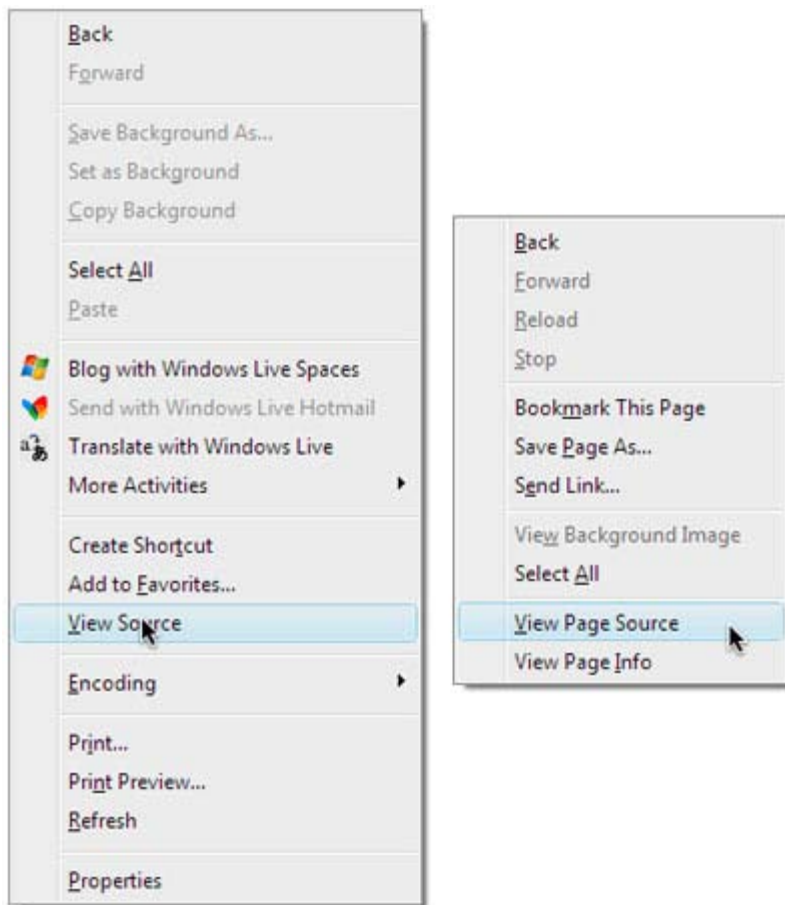 Back
Forward
Save Background As...
Set as Background
Copy Background
Select All
Paste
Blog with Windows Live Spaces
Send with Windows Live Hotmail
Translate with Windows Live
More Activities
Create Shortcut
Add to Favorites...
View Source
Encoding
Print...
Print Preview...
Refresh
Properties
Back
Forward
Reload
Stop
Bookmark This Page
Save Page As...
Send Link...
View Background Image
Select All
View Page Source
View Page Info